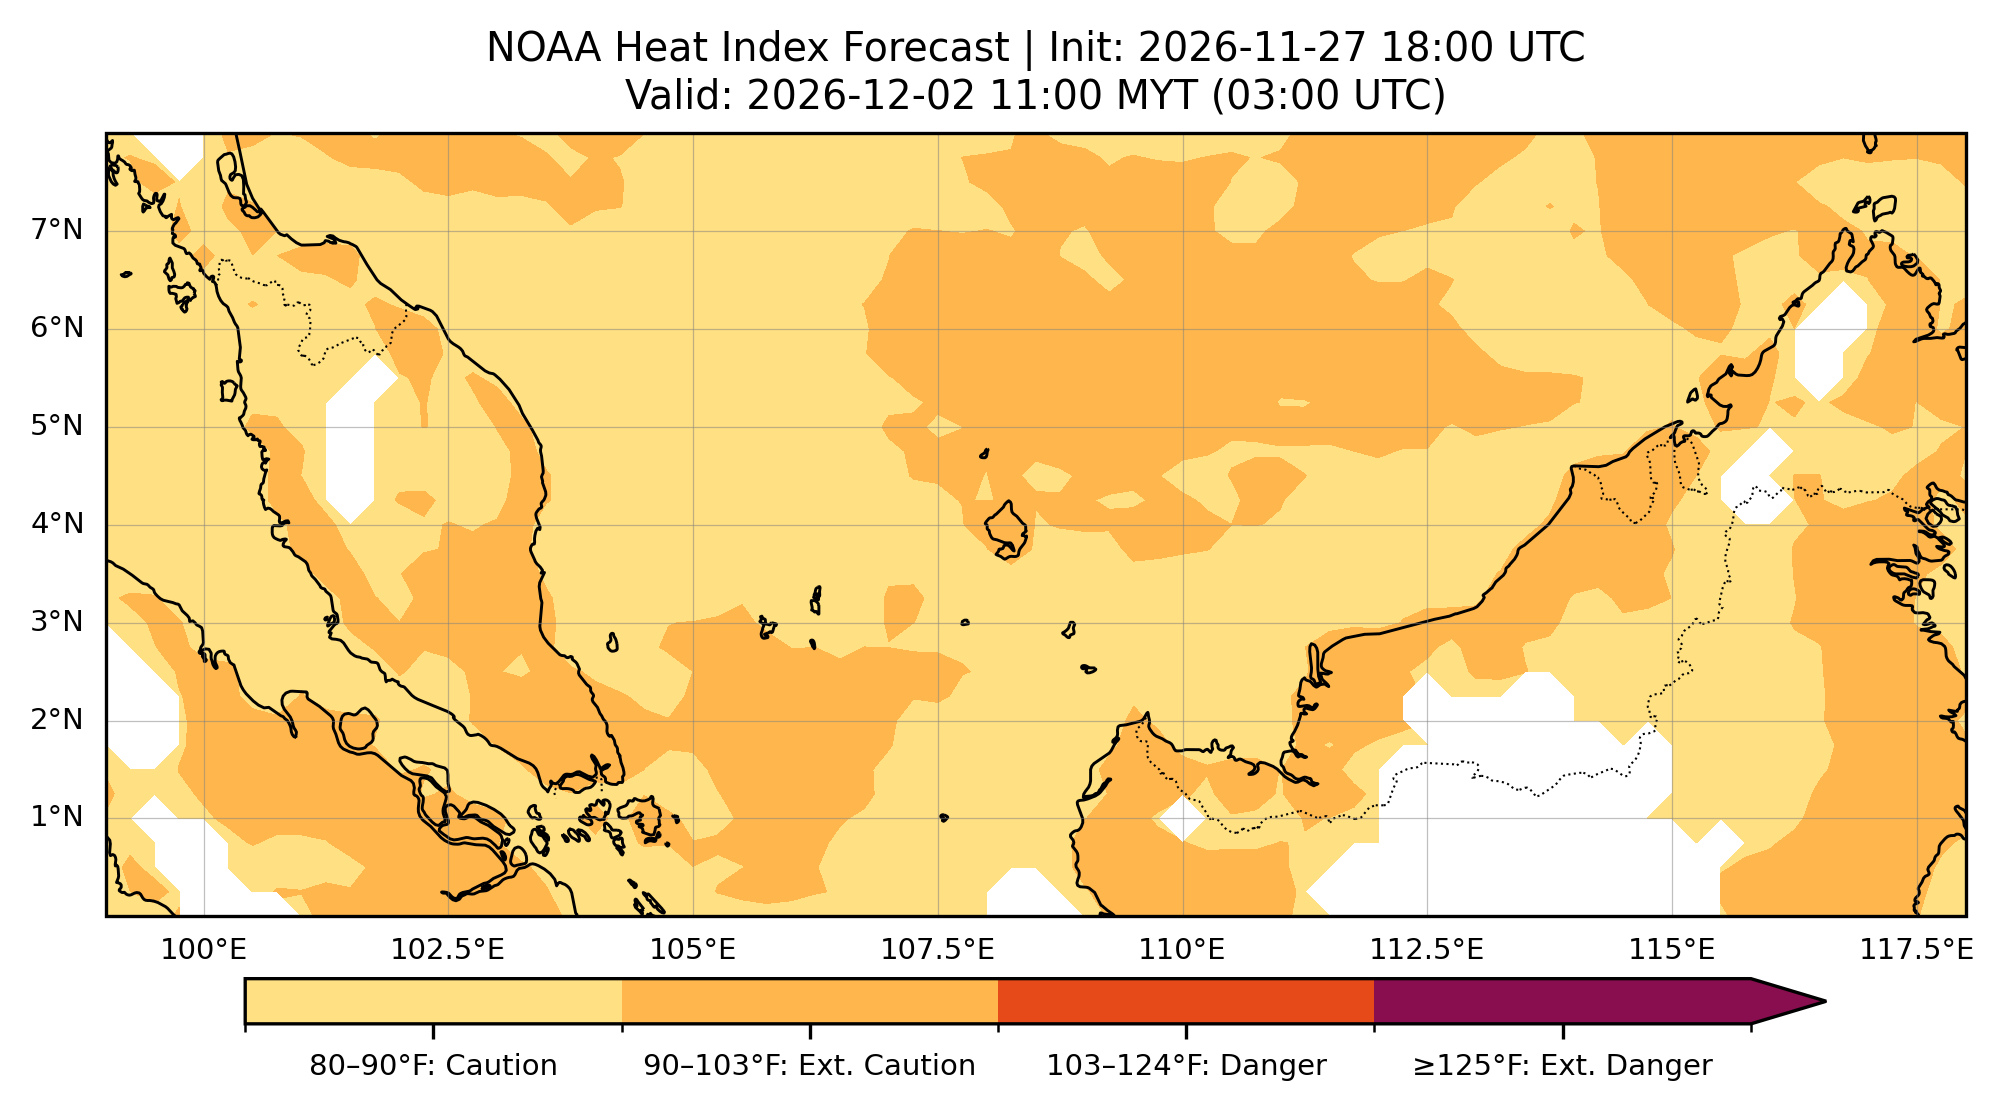 NOAA Heat Index Forecast | Init: 2026-11-27 18:00 UTC
Valid: 2026-12-02 11:00 MYT (03:00 UTC)
7°N
6°N
5°N
4°N
3°N
2°N
1°N
100°E 102.5°E 105°E 107.5°E 110°E 112.5°E 115°E 117.5°E
80–90°F: Caution 90–103°F: Ext. Caution 103–124°F: Danger ≥125°F: Ext. Danger